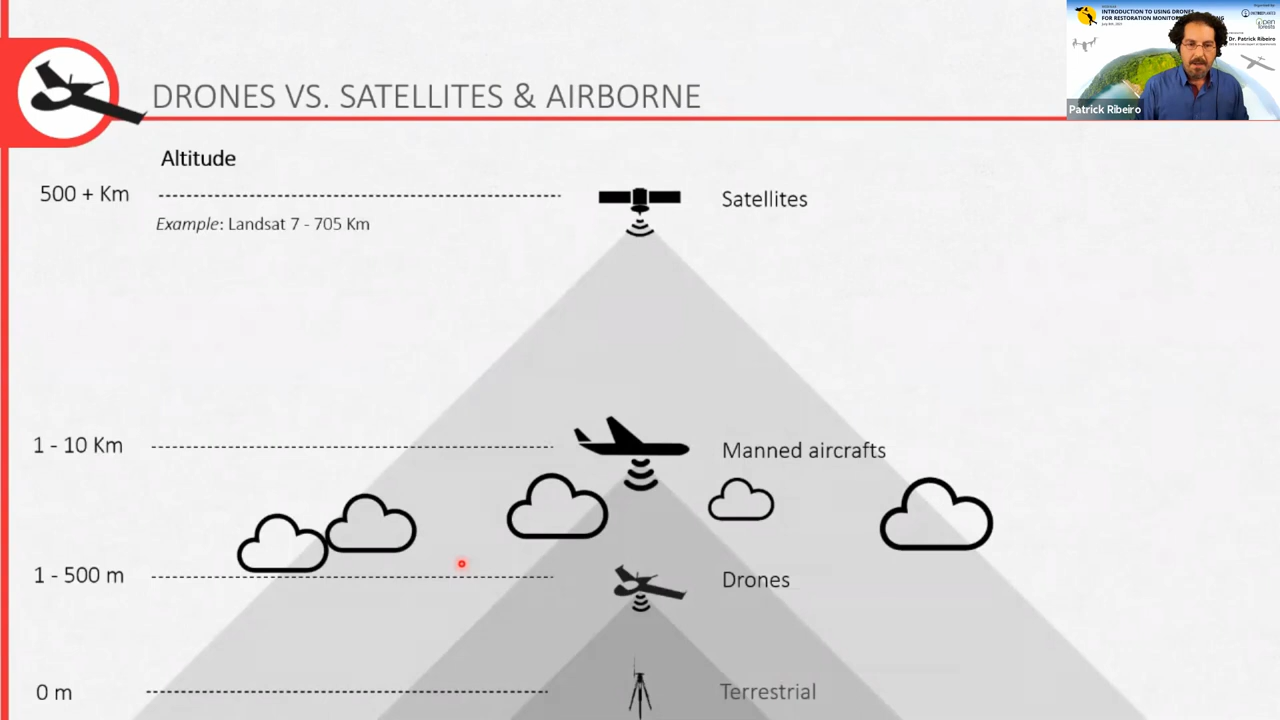 INTRODUCTION TO USING DRONES
FOR RESTORATION
Dr. Patrick Ribeiro
Patrick Ribeiro
DRONES VS. SATELLITES & AIRBORNE
Altitude
500 + Km
Satellites
Example: Landsat 7 - 705 Km
1 - 10 Km
Manned aircrafts
1 - 500 m
Drones
0 m
Terrestrial